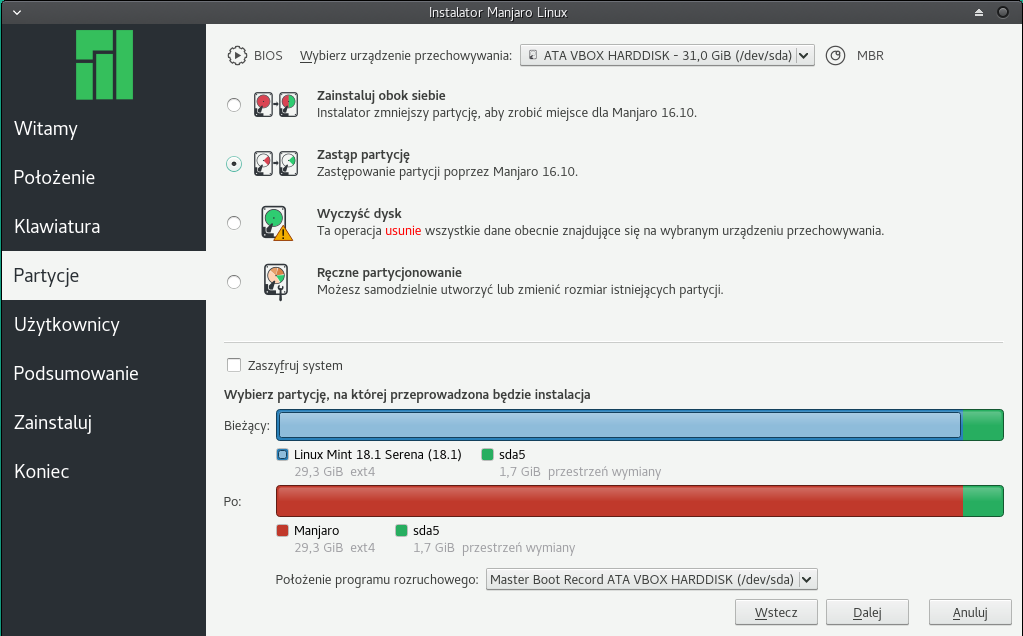 Instalator Manjaro Linux
BIOS Wybierz urządzenie przechowywania: ATA VBOX HARDDISK - 31,0 GiB (/dev/sda) MBR
Zainstaluj obok siebie
Instalator zmniejszy partycję, aby zrobić miejsce dla Manjaro 16.10.
Zastąp partycję
Zastępowanie partycji poprzez Manjaro 16.10.
Wyczyść dysk
Ta operacja usunie wszystkie dane obecnie znajdujące się na wybranym urządzeniu przechowywania.
Ręczne partycjonowanie
Możesz samodzielnie utworzyć lub zmienić rozmiar istniejących partycji.
Witamy
Położenie
Klawiatura
Partycje
Użytkownicy
Podsumowanie
Zainstaluj
Koniec
Zaszyfruj system
Wybierz partycję, na której przeprowadzona będzie instalacja
Bieżący:
Linux Mint 18.1 Serena (18.1) sda5
29,3 GiB ext4 1,7 GiB przestrzeń wymiany
Po:
Manjaro sda5
29,3 GiB ext4 1,7 GiB przestrzeń wymiany
Położenie programu rozruchowego: Master Boot Record ATA VBOX HARDDISK (/dev/sda)
Wstecz Dalej Anuluj